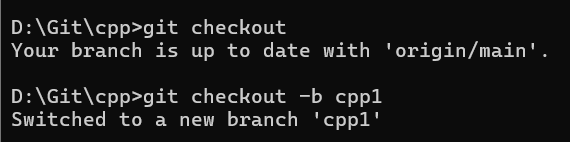 D:\Git\cpp>git checkout
Your branch is up to date with 'origin/main'.
D:\Git\cpp>git checkout -b cpp1
Switched to a new branch 'cpp1'